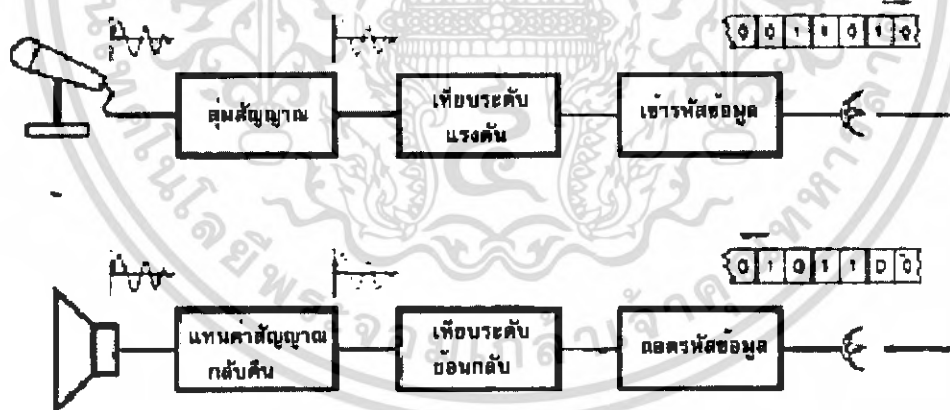 0 0 1 1 0 1 0
สุ่มสัญญาณ
เทียบระดับ
แรงดัน
เข้ารหัสข้อมูล
0 1 0 1 1 0 0
แทนค่าสัญญาณ
กลับคืน
เทียบระดับ
ย้อนกลับ
ถอดรหัสข้อมูล